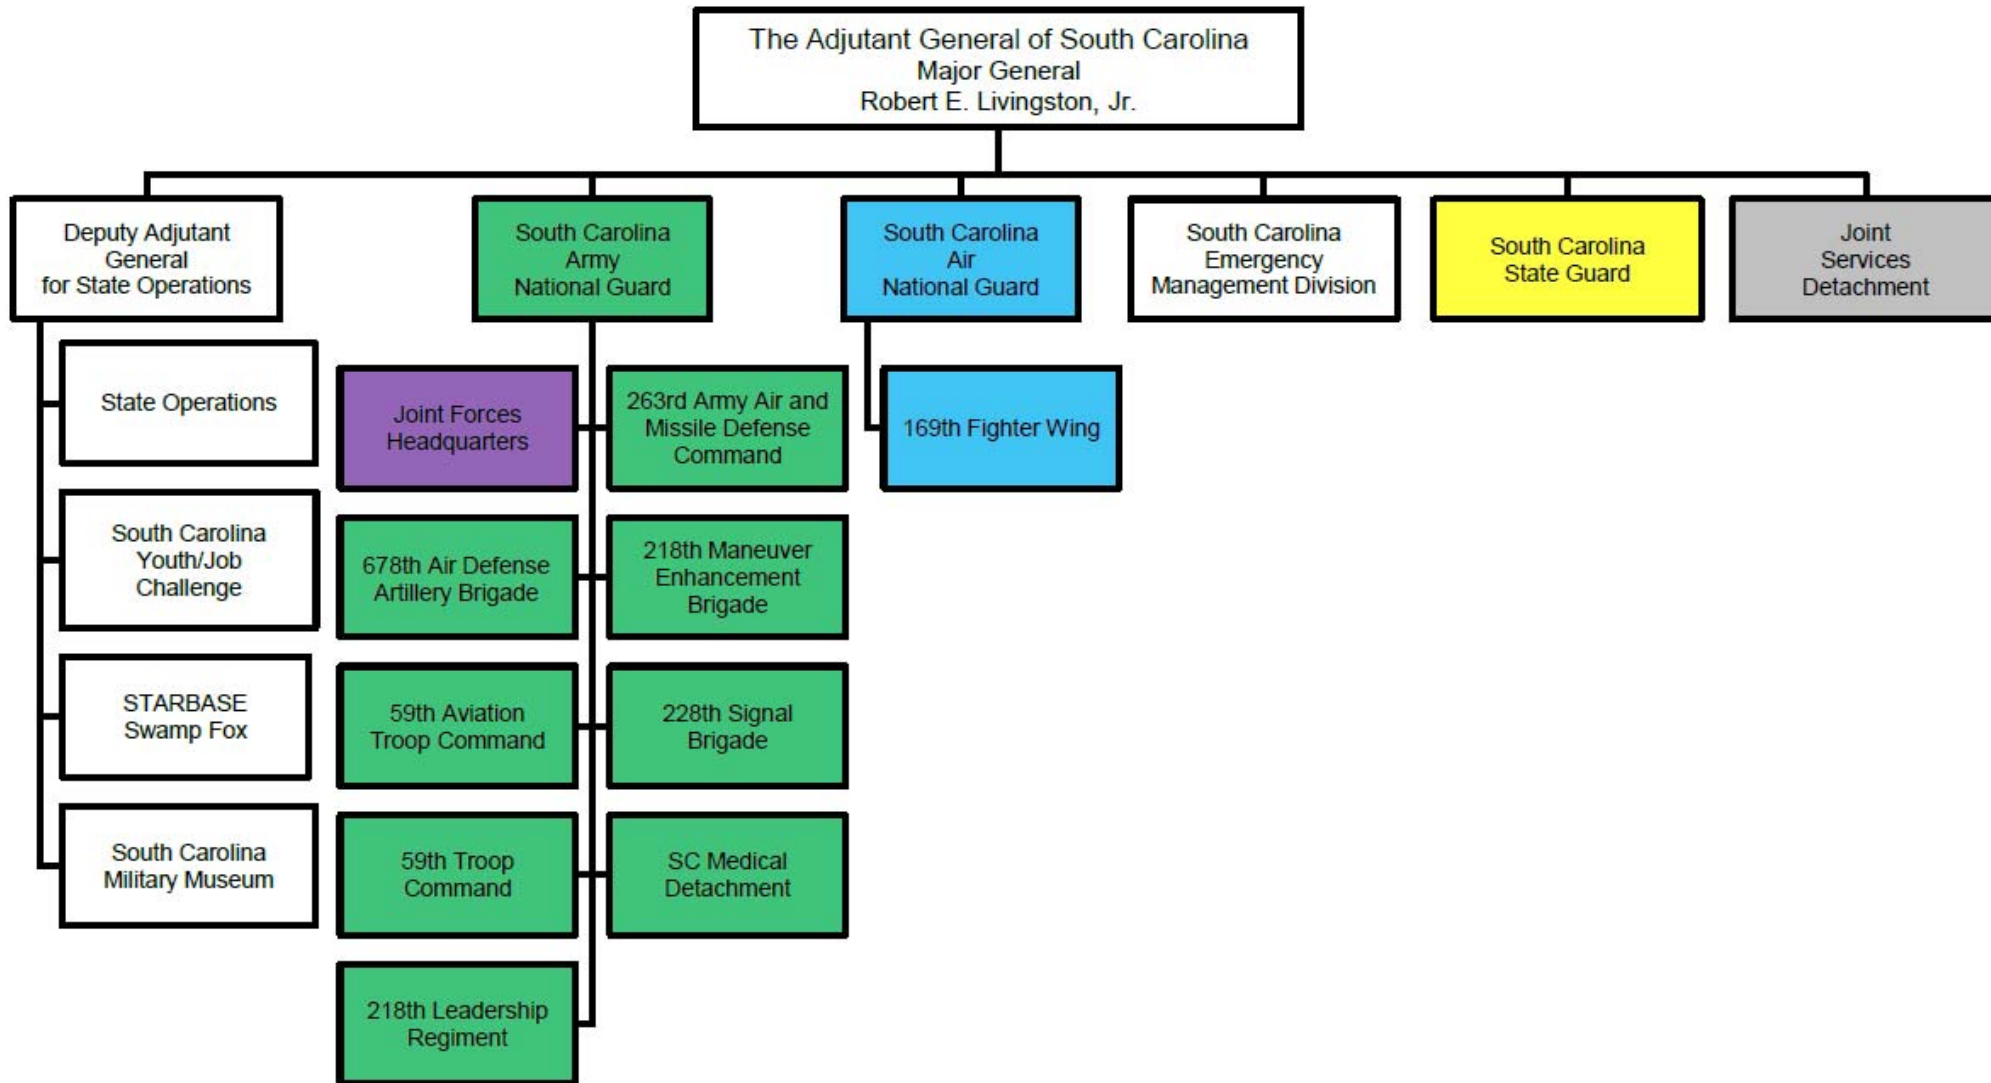 The Adjutant General of South Carolina
Major General
Robert E. Livingston, Jr.
Deputy Adjutant
General
for State Operations
South Carolina
Army
National Guard
South Carolina
Air
National Guard
South Carolina
Emergency
Management Division
South Carolina
State Guard
Joint
Services
Detachment
State Operations
South Carolina
Youth/Job
Challenge
STARBASE
Swamp Fox
South Carolina
Military Museum
Joint Forces
Headquarters
263rd Army Air and
Missile Defense
Command
678th Air Defense
Artillery Brigade
218th Maneuver
Enhancement
Brigade
59th Aviation
Troop Command
228th Signal
Brigade
59th Troop
Command
SC Medical
Detachment
218th Leadership
Regiment
169th Fighter Wing